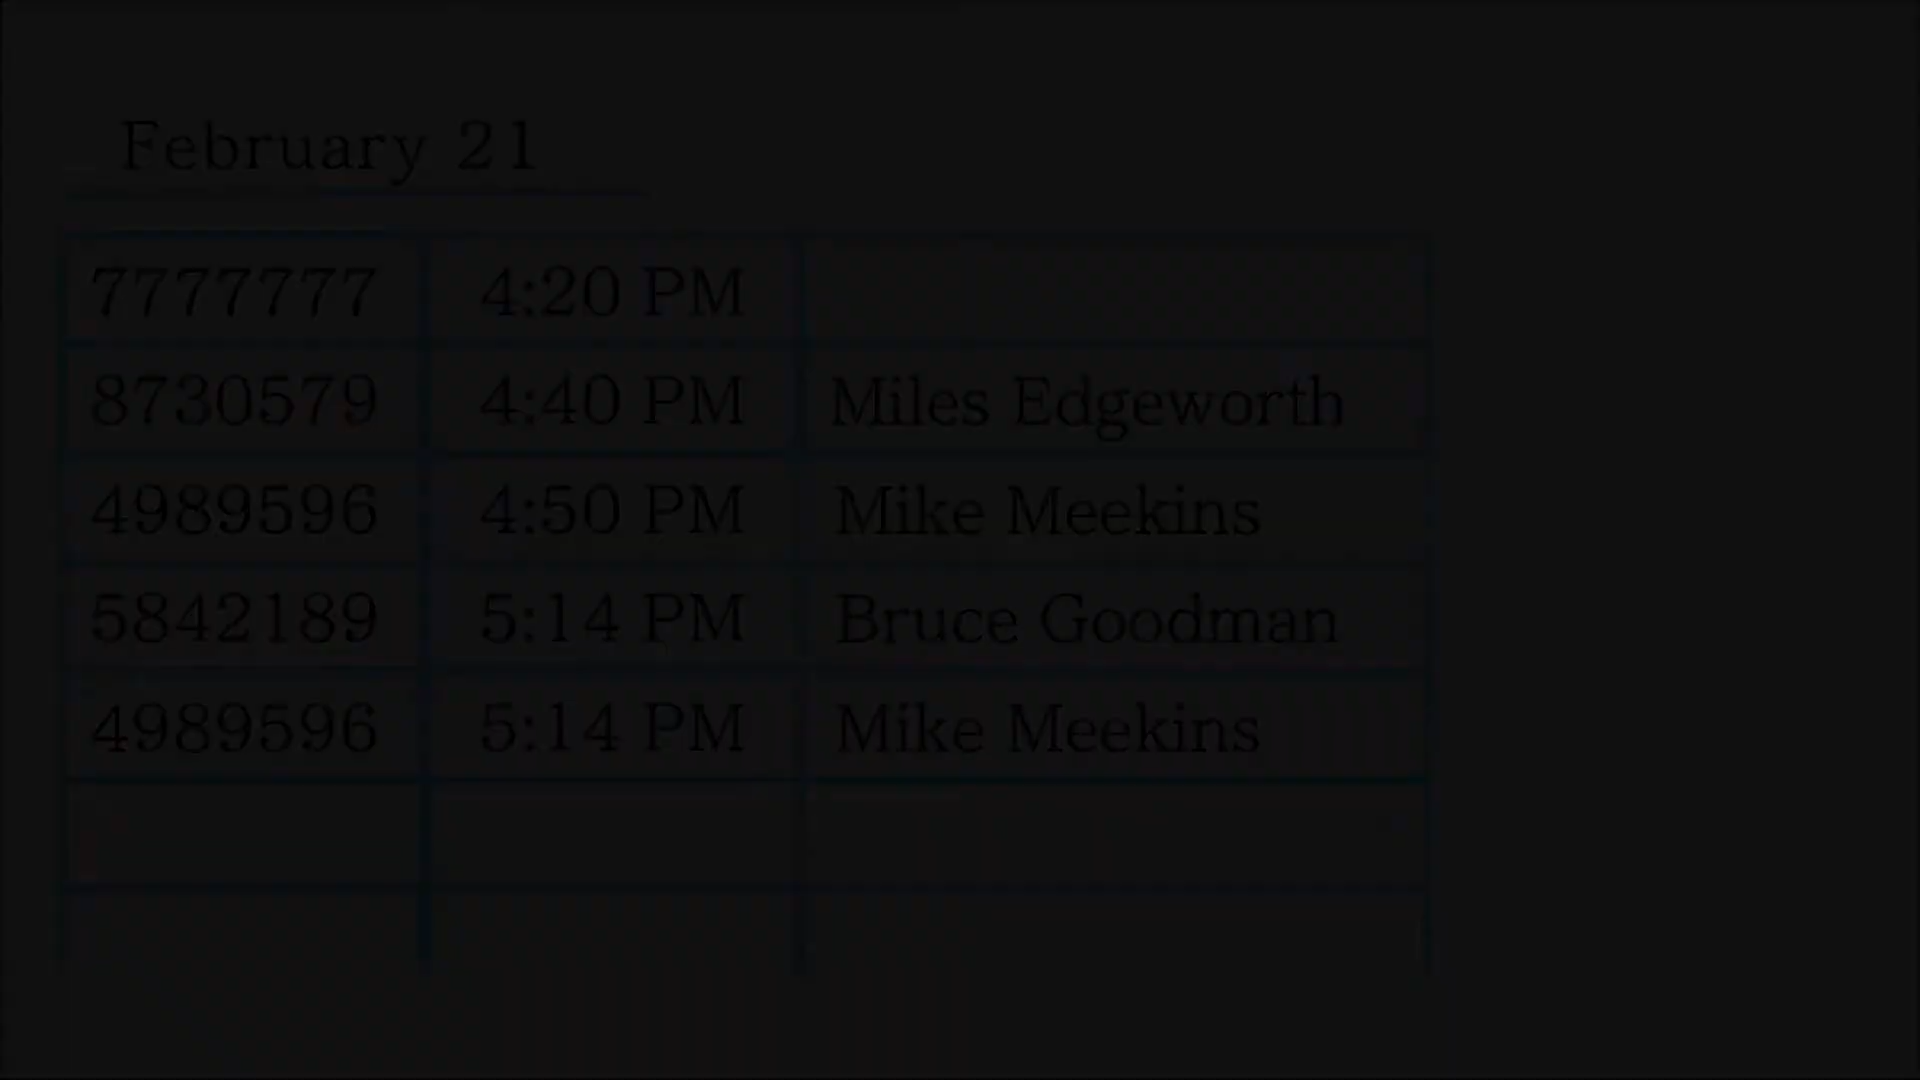 February 21
7777777 4:20 PM
8730579 4:40 PM Miles Edgeworth
4989596 4:50 PM Mike Meekins
5842189 5:14 PM Bruce Goodman
4989596 5:14 PM Mike Meekins